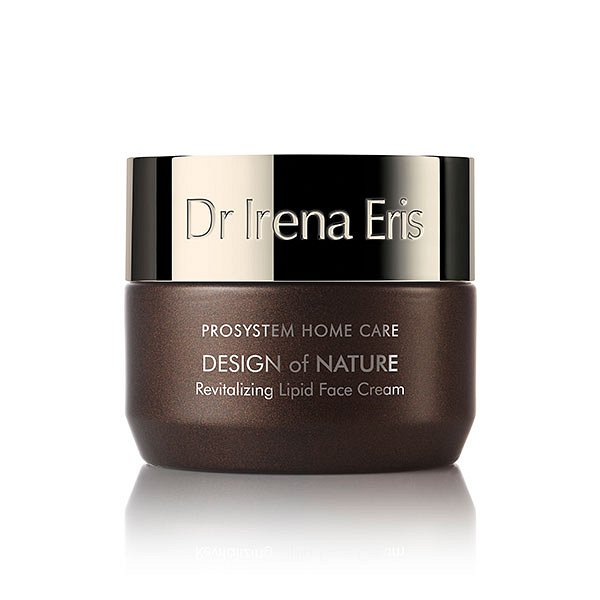 Dr Irena Eris
PROSYSTEM HOME CARE
DESIGN of NATURE
Revitalizing Lipid Face Cream